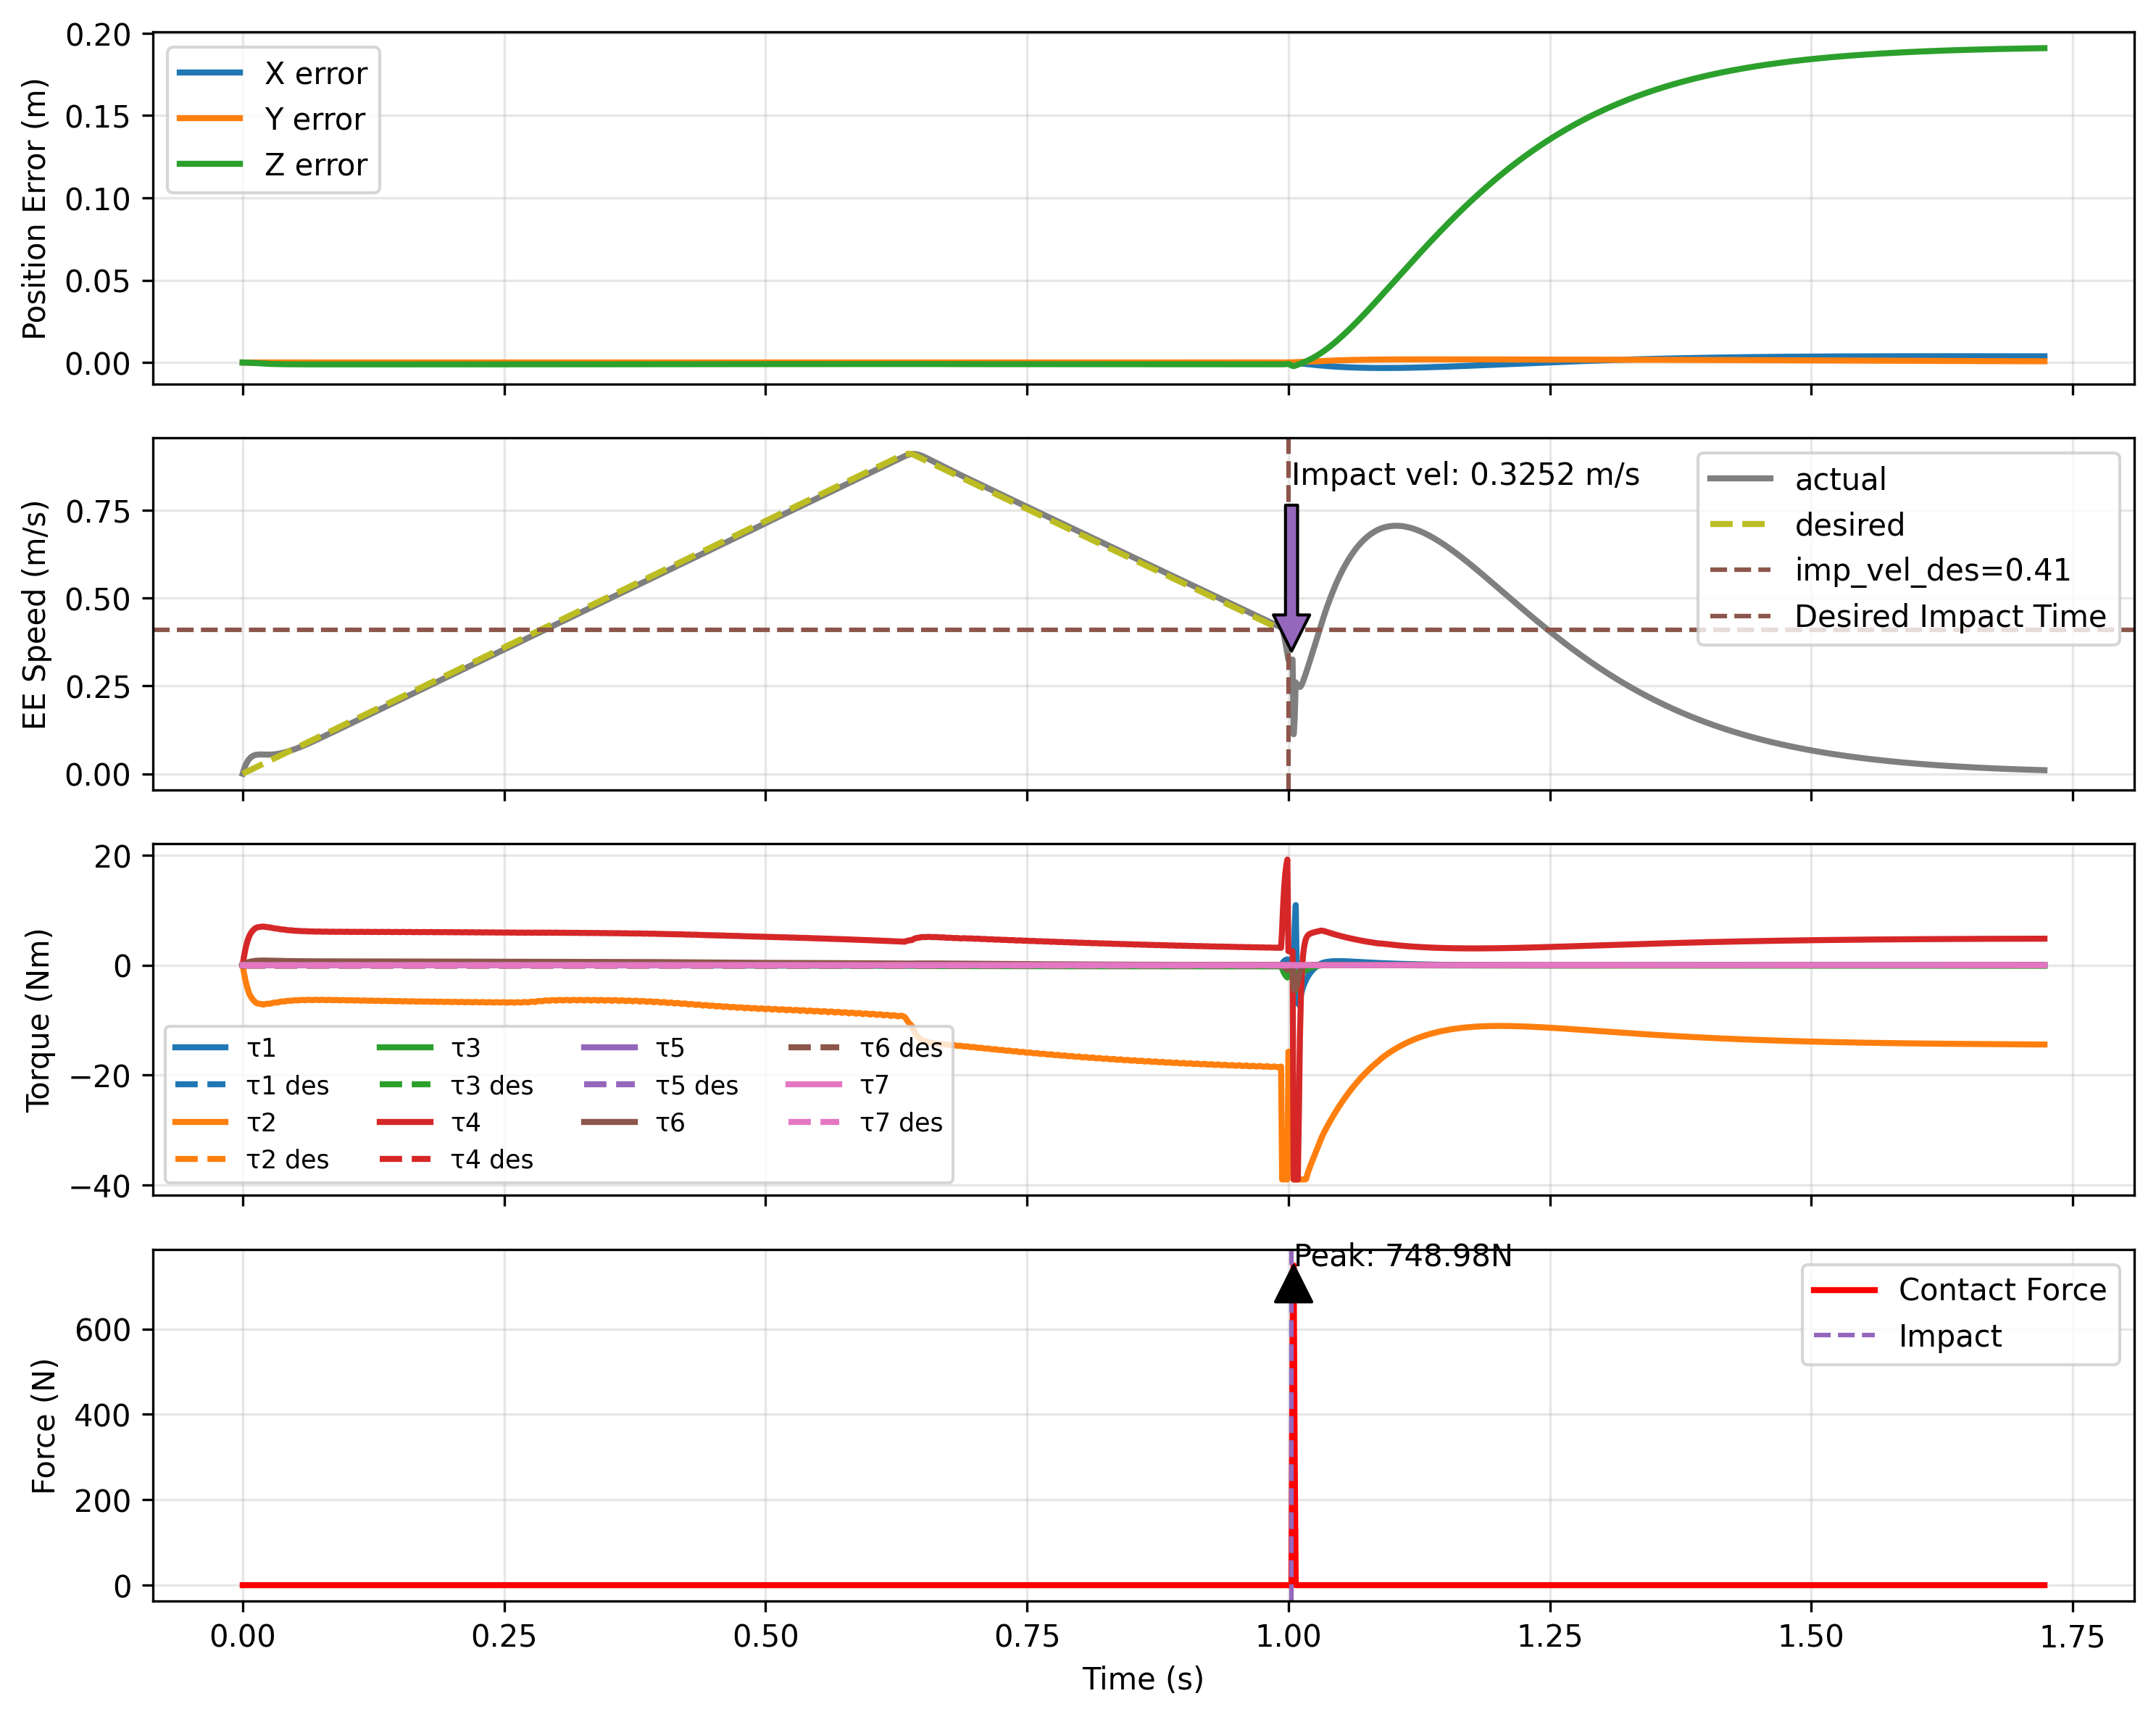 0.20
0.15
0.10
0.05
0.00
Position Error (m)
X error
Y error
Z error
0.75
0.50
0.25
0.00
EE Speed (m/s)
Impact vel: 0.3252 m/s
actual
desired
imp_vel_des=0.41
Desired Impact Time
20
0
−20
−40
Torque (Nm)
τ1
τ1 des
τ2
τ2 des
τ3
τ3 des
τ4
τ4 des
τ5
τ5 des
τ6
τ6 des
τ7
τ7 des
Peak: 748.98N
600
400
200
0
Force (N)
Contact Force
Impact
0.00 0.25 0.50 0.75 1.00 1.25 1.50 1.75
Time (s)